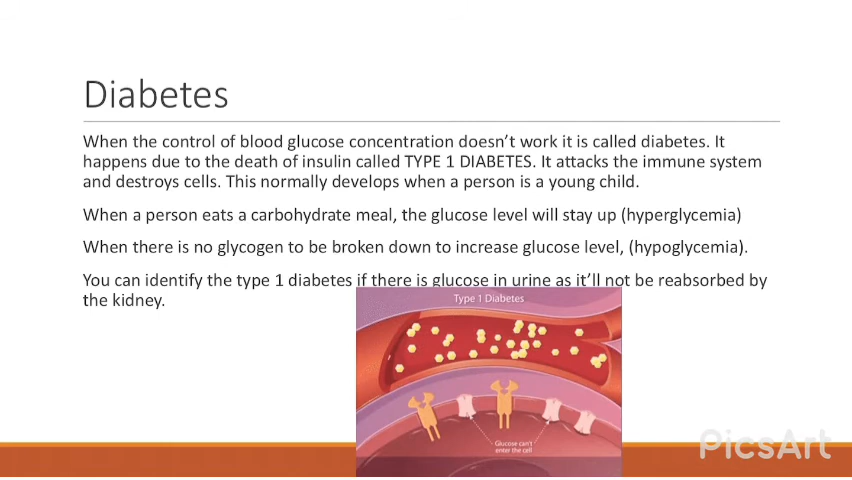 Diabetes
When the control of blood glucose concentration doesn’t work it is called diabetes. It
happens due to the death of insulin called TYPE 1 DIABETES. It attacks the immune system
and destroys cells. This normally develops when a person is a young child.
When a person eats a carbohydrate meal, the glucose level will stay up (hyperglycemia)
When there is no glycogen to be broken down to increase glucose level, (hypoglycemia).
You can identify the type 1 diabetes if there is glucose in urine as it’ll not be reabsorbed by
the kidney.
Type 1 Diabetes
Glucose can't
enter the cell
PicsArt